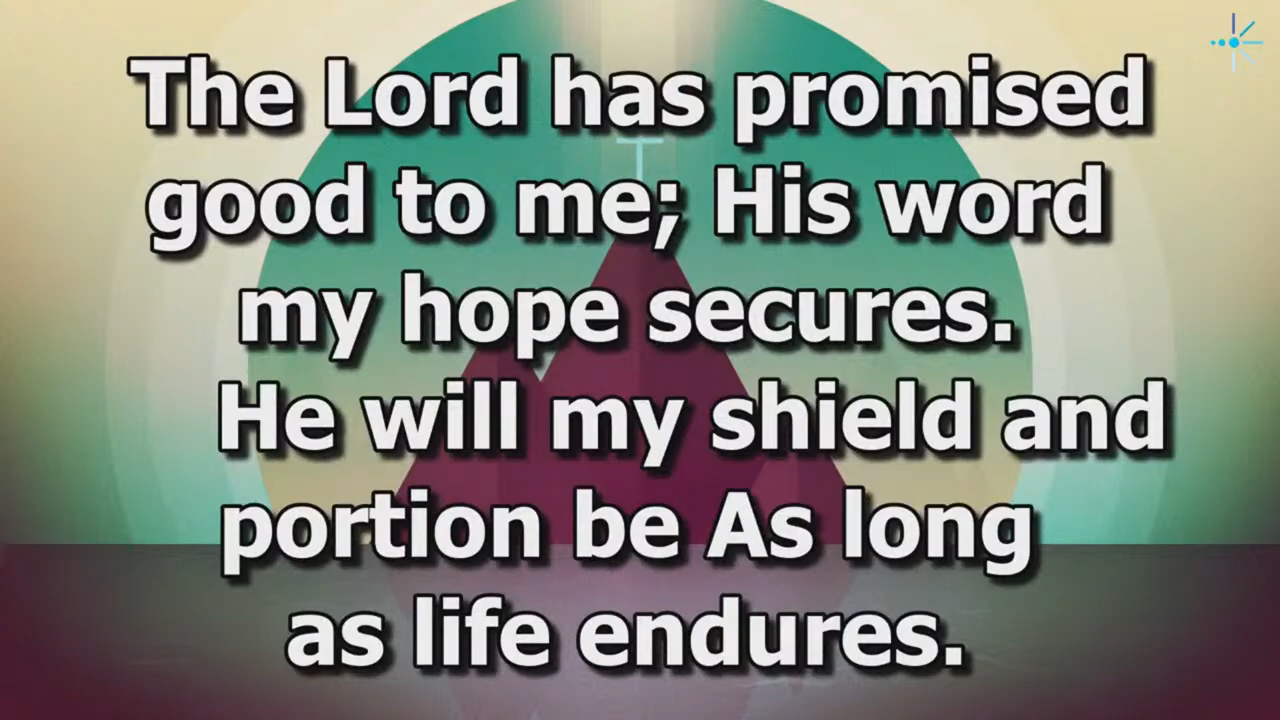 The Lord has promised
good to me; His word
my hope secures.
He will my shield and
portion be As long
as life endures.